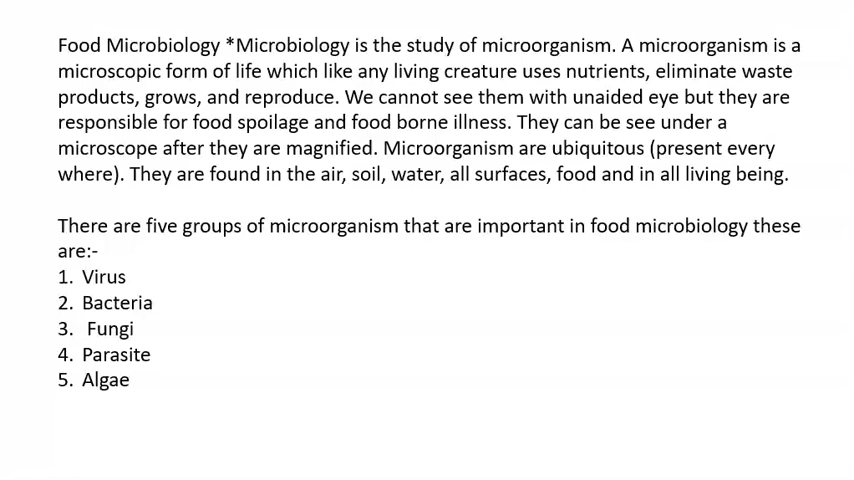 Food Microbiology *Microbiology is the study of microorganism. A microorganism is a
microscopic form of life which like any living creature uses nutrients, eliminate waste
products, grows, and reproduce. We cannot see them with unaided eye but they are
responsible for food spoilage and food borne illness. They can be see under a
microscope after they are magnified. Microorganism are ubiquitous (present every
where). They are found in the air, soil, water, all surfaces, food and in all living being.
There are five groups of microorganism that are important in food microbiology these
are:-
1. Virus
2. Bacteria
3. Fungi
4. Parasite
5. Algae